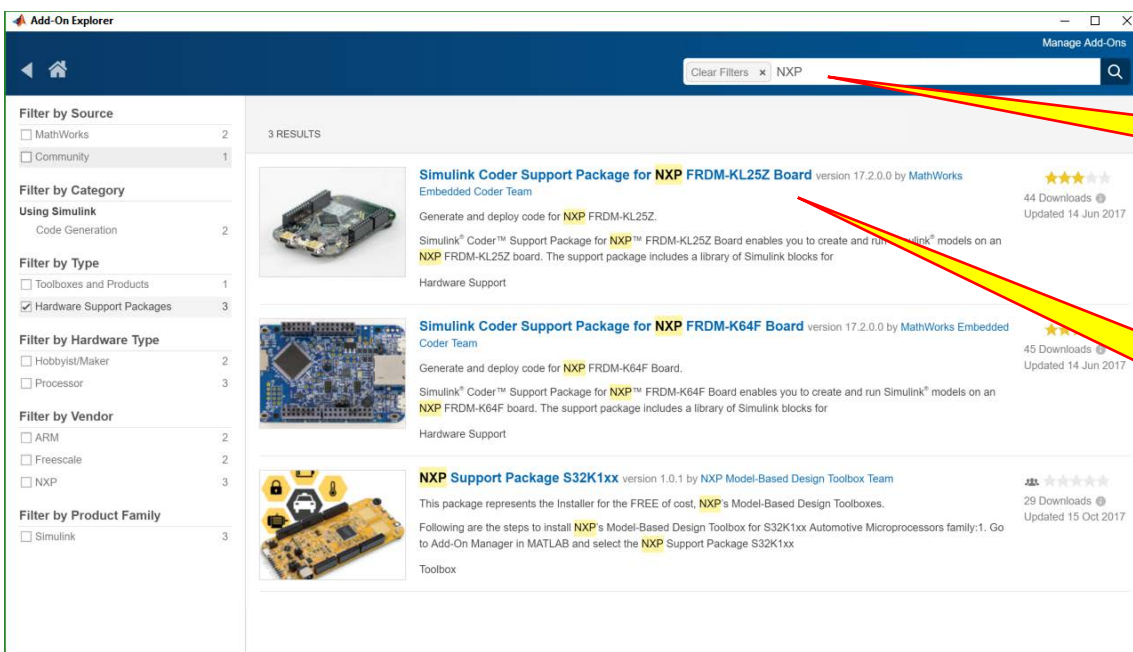 Add-On Explorer
Manage Add-Ons
Clear Filters × NXP
Filter by Source
MathWorks 2
Community 1
Filter by Category
Using Simulink
Code Generation 2
Filter by Type
Toolboxes and Products 1
Hardware Support Packages 3
Filter by Hardware Type
Hobbyist/Maker 2
Processor 3
Filter by Vendor
ARM 2
Freescale 2
NXP 3
Filter by Product Family
Simulink 3
3 RESULTS
Simulink Coder Support Package for NXP FRDM-KL25Z Board version 17.2.0.0 by MathWorks
Embedded Coder Team
44 Downloads
Updated 14 Jun 2017
Generate and deploy code for NXP FRDM-KL25Z.
Simulink® Coder™ Support Package for NXP™ FRDM-KL25Z Board enables you to create and run Simulink® models on an
NXP FRDM-KL25Z board. The support package includes a library of Simulink blocks for
Hardware Support
Simulink Coder Support Package for NXP FRDM-K64F Board version 17.2.0.0 by MathWorks Embedded
Coder Team
45 Downloads
Updated 14 Jun 2017
Generate and deploy code for NXP FRDM-K64F Board.
Simulink® Coder™ Support Package for NXP™ FRDM-K64F Board enables you to create and run Simulink® models on an
NXP FRDM-K64F board. The support package includes a library of Simulink blocks for
Hardware Support
NXP Support Package S32K1xx version 1.0.1 by NXP Model-Based Design Toolbox Team
29 Downloads
Updated 15 Oct 2017
This package represents the Installer for the FREE of cost, NXP's Model-Based Design Toolboxes.
Following are the steps to install NXP's Model-Based Design Toolbox for S32K1xx Automotive Microprocessors family:1. Go
to Add-On Manager in MATLAB and select the NXP Support Package S32K1xx
Toolbox